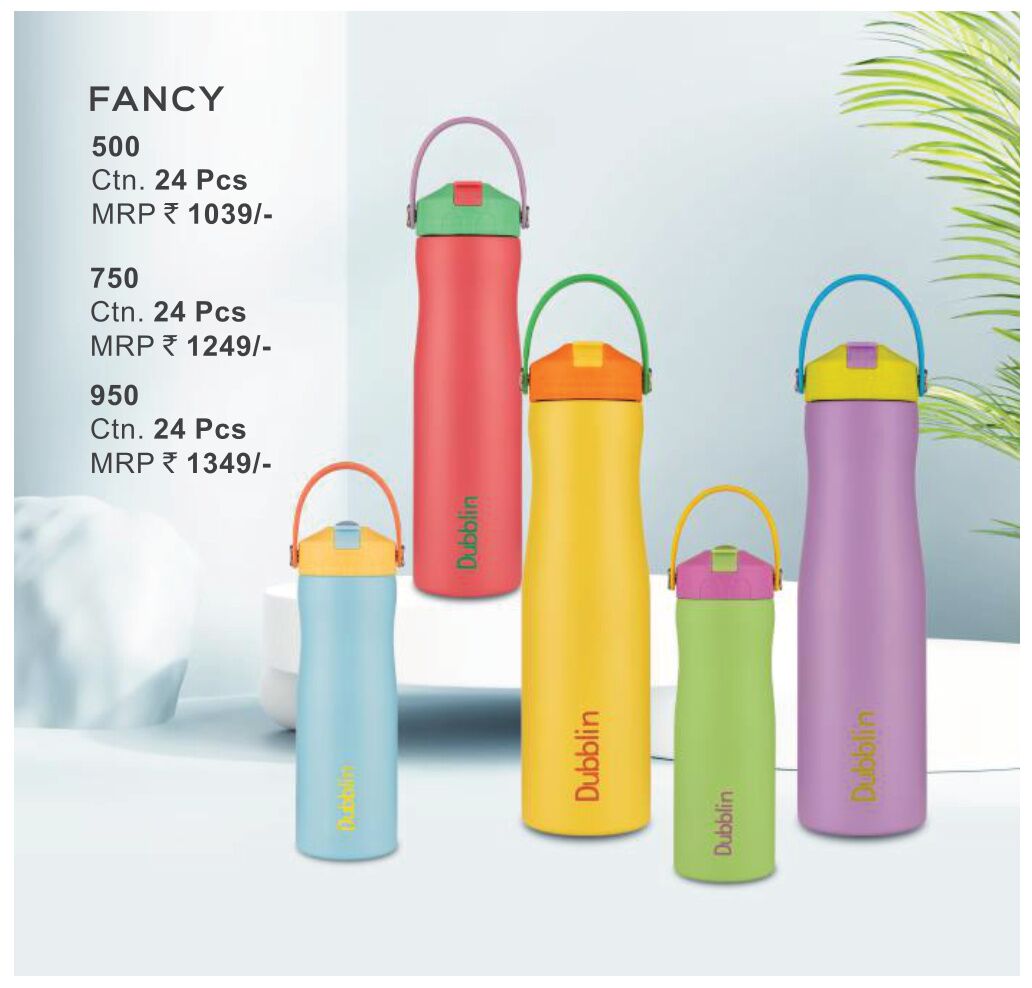 FANCY
500
Ctn. 24 Pcs
MRP ₹ 1039/-
750
Ctn. 24 Pcs
MRP ₹ 1249/-
950
Ctn. 24 Pcs
MRP ₹ 1349/-
Dubblin
Dubblin
Dubblin
Dubblin
Dubblin